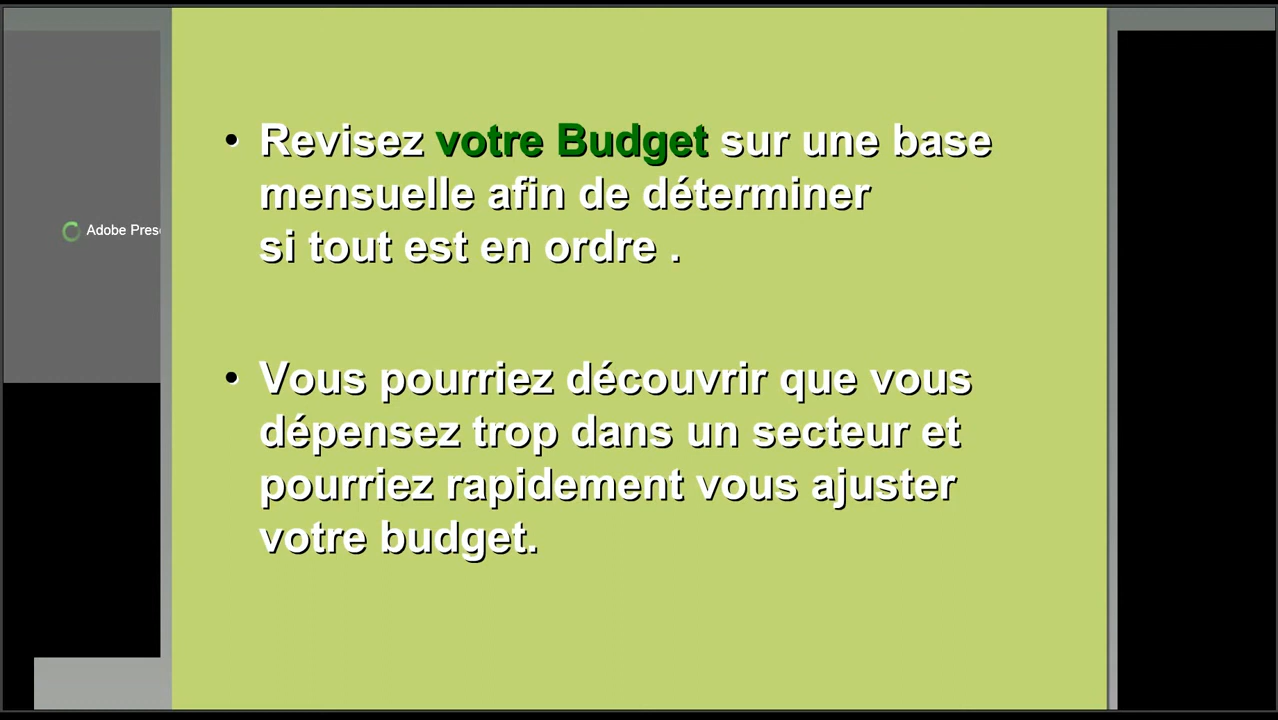 • Revisez votre Budget sur une base
mensuelle afin de déterminer
si tout est en ordre .
• Vous pourriez découvrir que vous
dépensez trop dans un secteur et
pourriez rapidement vous ajuster
votre budget.
Adobe